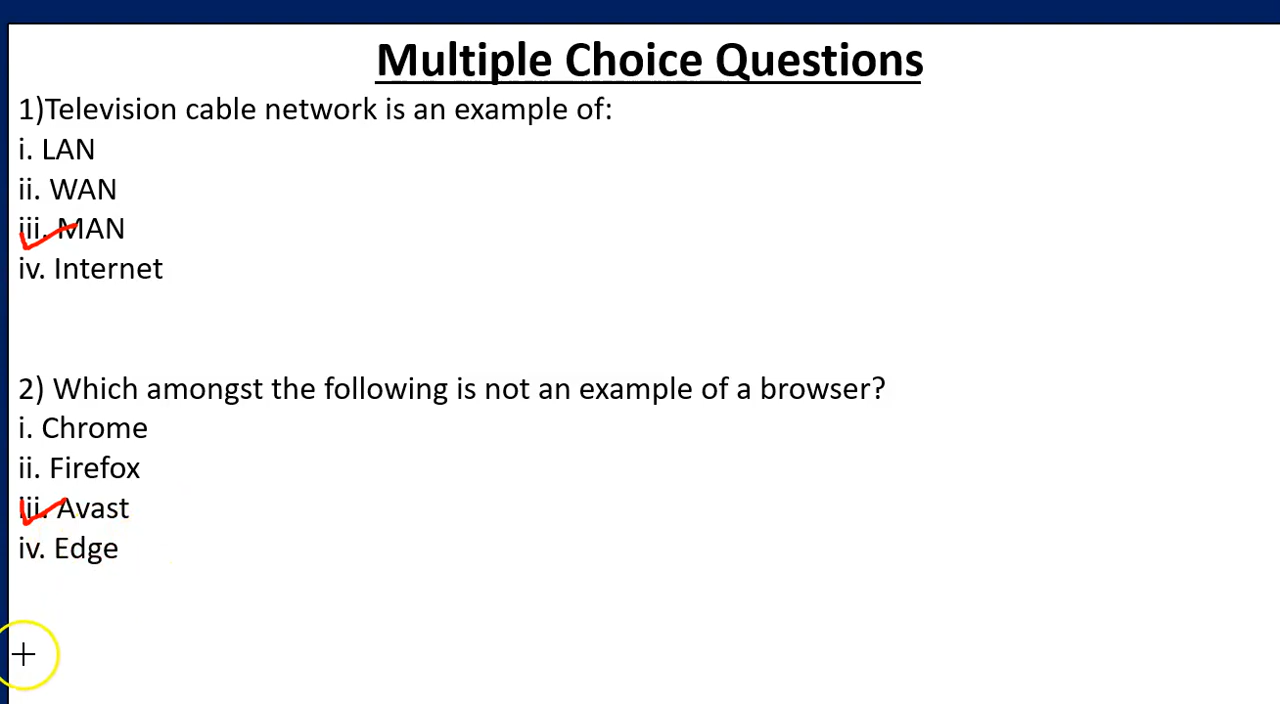 Multiple Choice Questions
1)Television cable network is an example of:
i. LAN
ii. WAN
iii. MAN
iv. Internet
2) Which amongst the following is not an example of a browser?
i. Chrome
ii. Firefox
iii. Avast
iv. Edge